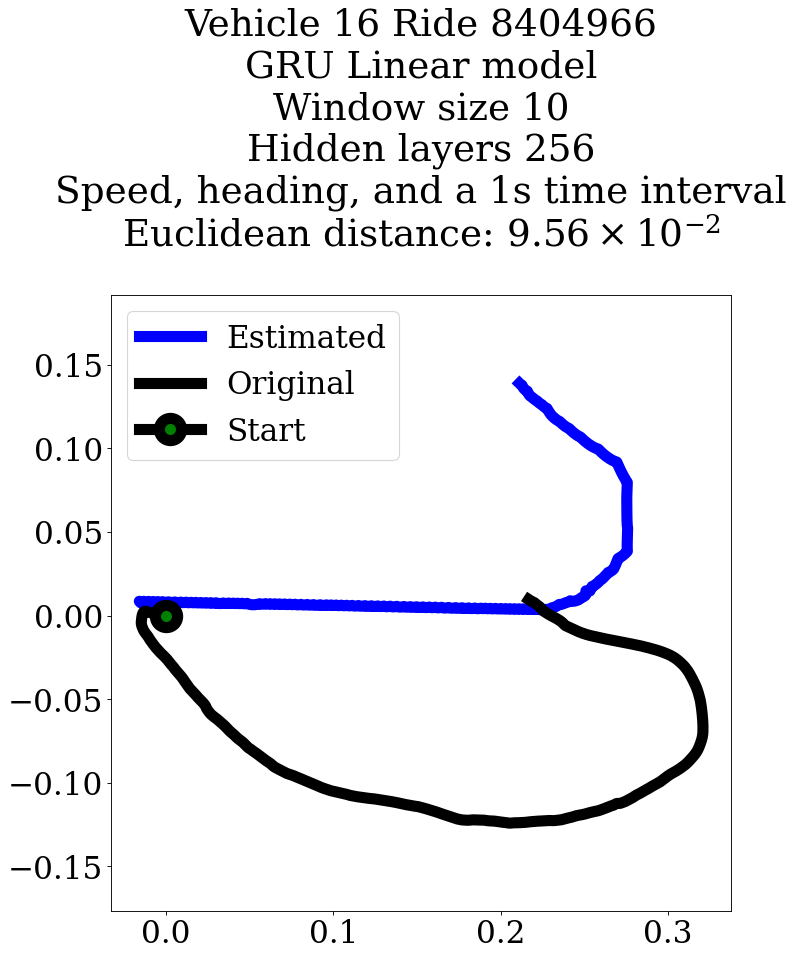 Vehicle 16 Ride 8404966
GRU Linear model
Window size 10
Hidden layers 256
Speed, heading, and a 1s time interval
Euclidean distance: 9.56 × 10⁻²
Estimated
Original
Start
0.15
0.10
0.05
0.00
−0.05
−0.10
−0.15
0.0 0.1 0.2 0.3